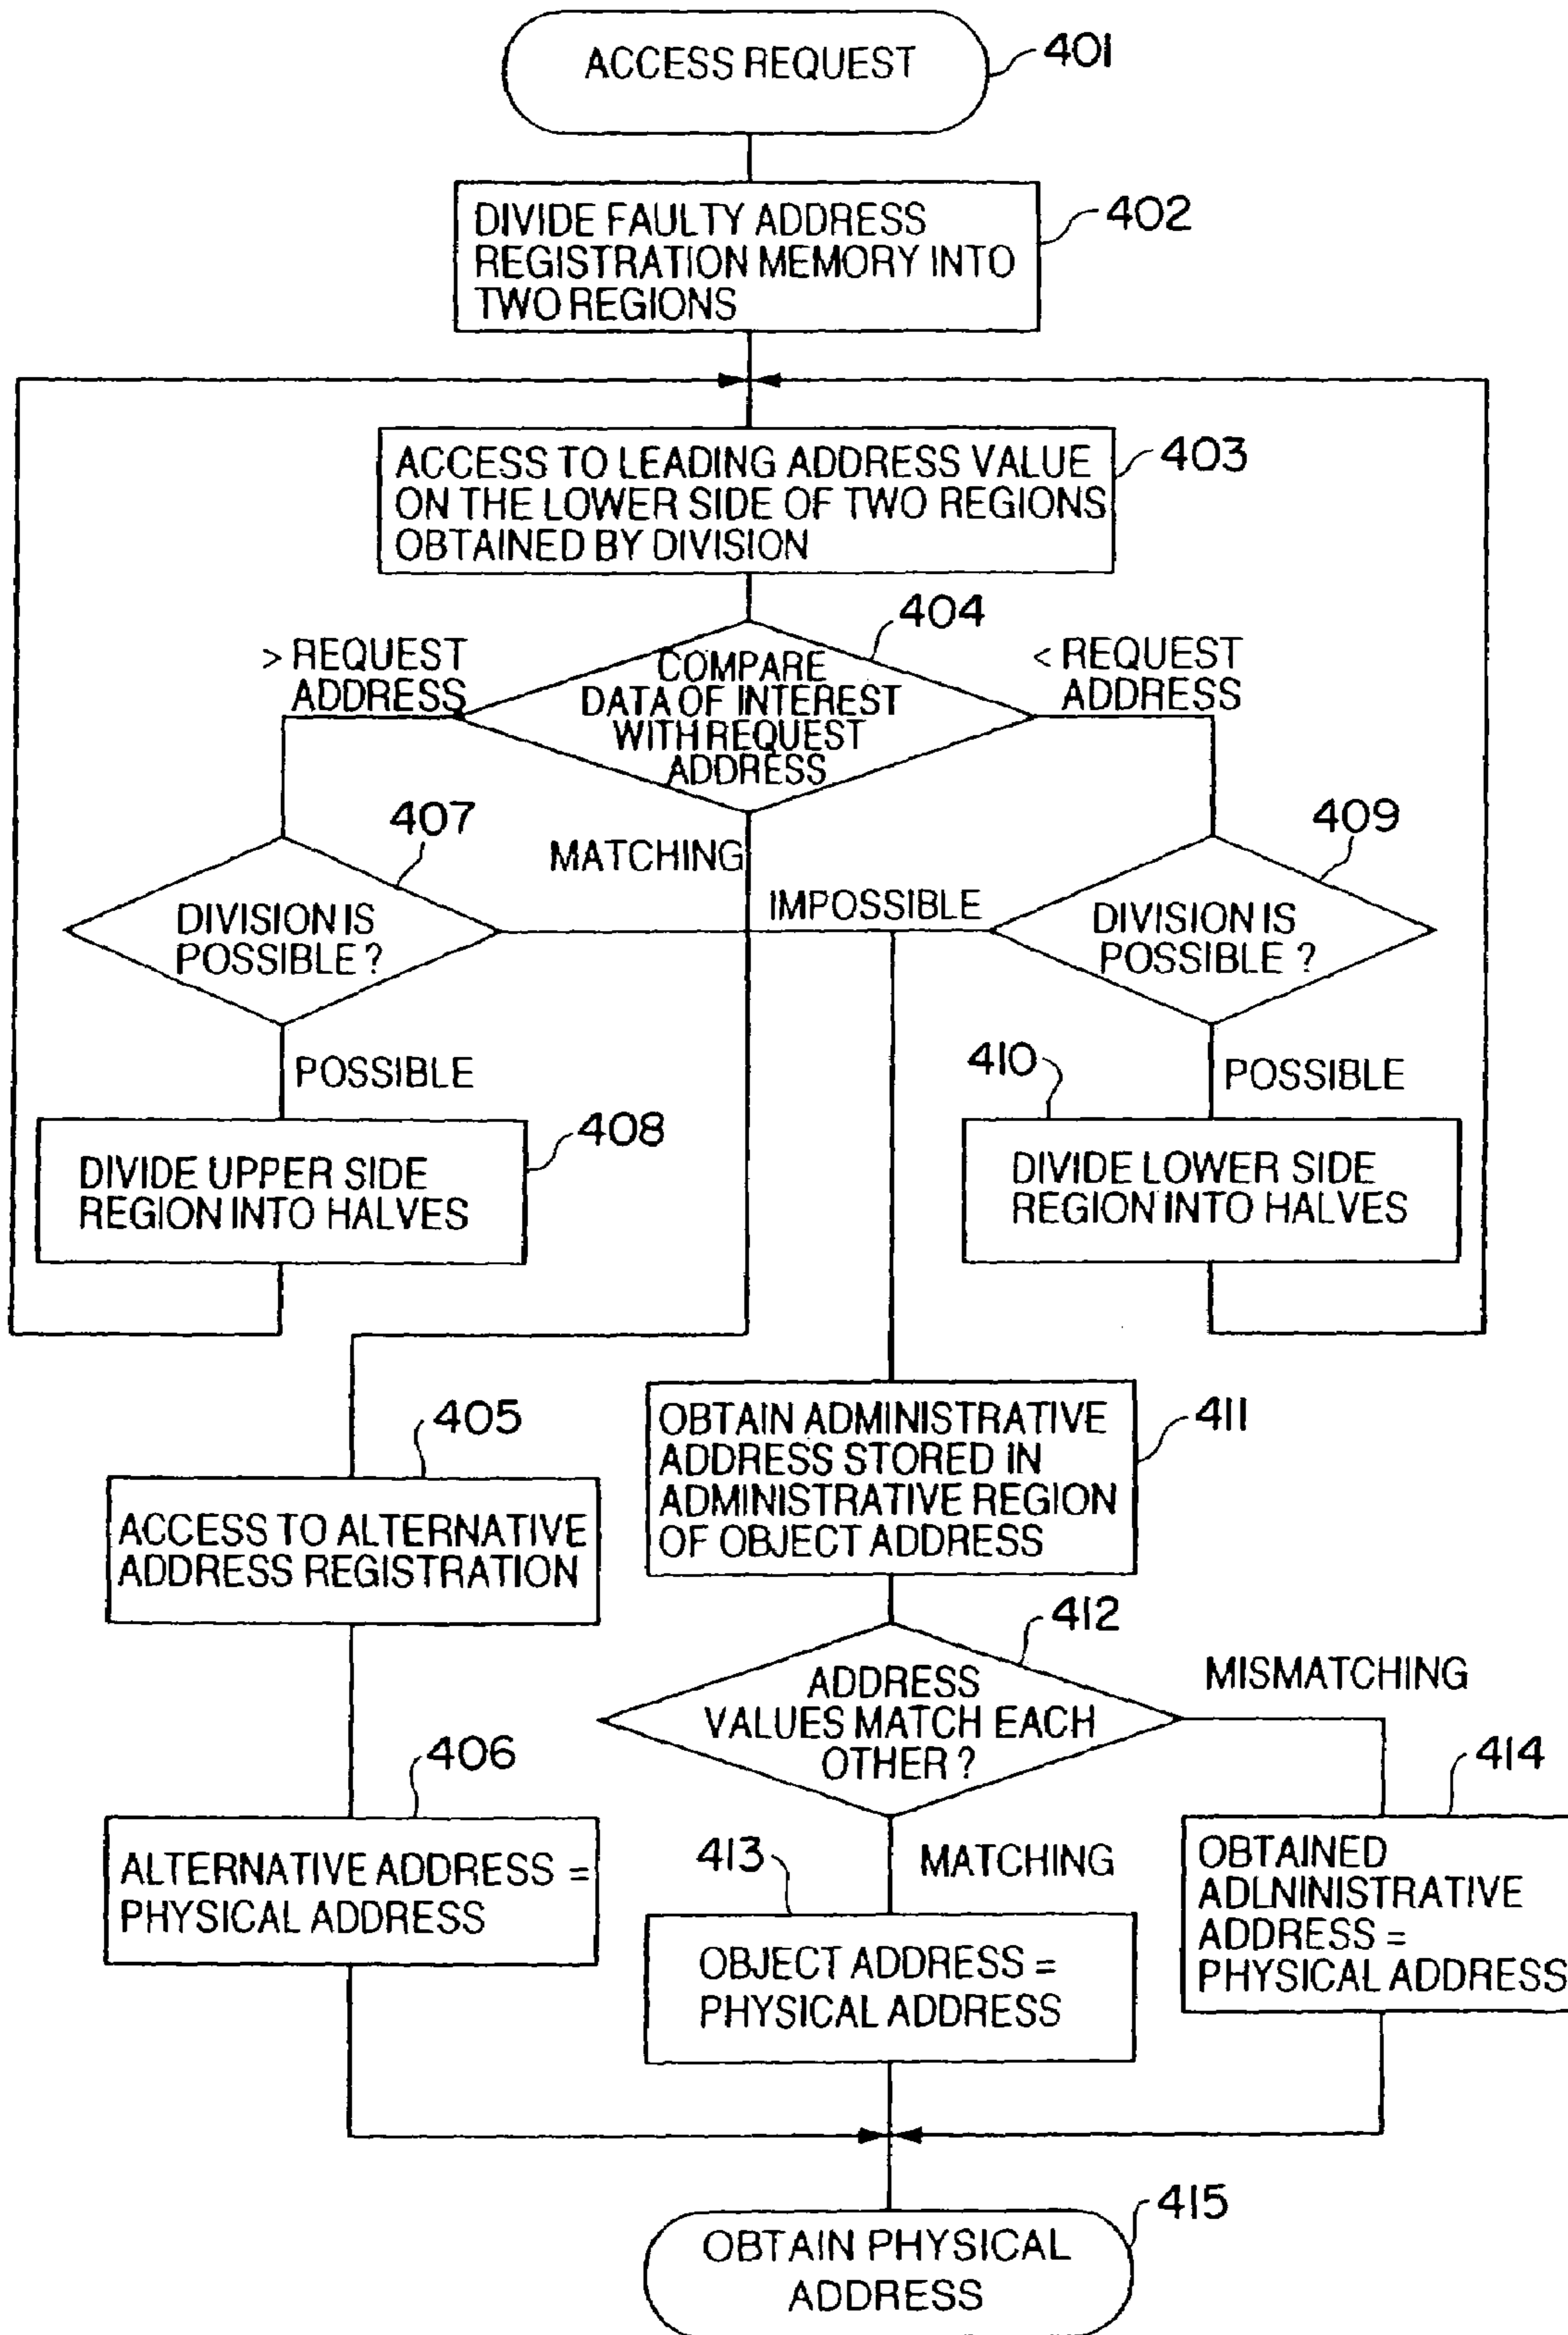 ACCESS REQUEST
401
DIVIDE FAULTY ADDRESS
REGISTRATION MEMORY INTO
TWO REGIONS
402
ACCESS TO LEADING ADDRESS VALUE
ON THE LOWER SIDE OF TWO REGIONS
OBTAINED BY DIVISION
403
404
> REQUEST
ADDRESS
COMPARE
DATA OF INTEREST
WITH REQUEST
ADDRESS
< REQUEST
ADDRESS
407
MATCHING
409
DIVISION IS
POSSIBLE ?
IMPOSSIBLE
DIVISION IS
POSSIBLE ?
POSSIBLE
410
POSSIBLE
408
DIVIDE UPPER SIDE
REGION INTO HALVES
DIVIDE LOWER SIDE
REGION INTO HALVES
405
ACCESS TO ALTERNATIVE
ADDRESS REGISTRATION
OBTAIN ADMINISTRATIVE
ADDRESS STORED IN
ADMINISTRATIVE REGION
OF OBJECT ADDRESS
411
412
ADDRESS
VALUES MATCH EACH
OTHER ?
MISMATCHING
406
ALTERNATIVE ADDRESS =
PHYSICAL ADDRESS
413
MATCHING
414
OBJECT ADDRESS =
PHYSICAL ADDRESS
OBTAINED
ADLNINISTRATIVE
ADDRESS =
PHYSICAL ADDRESS
415
OBTAIN PHYSICAL
ADDRESS